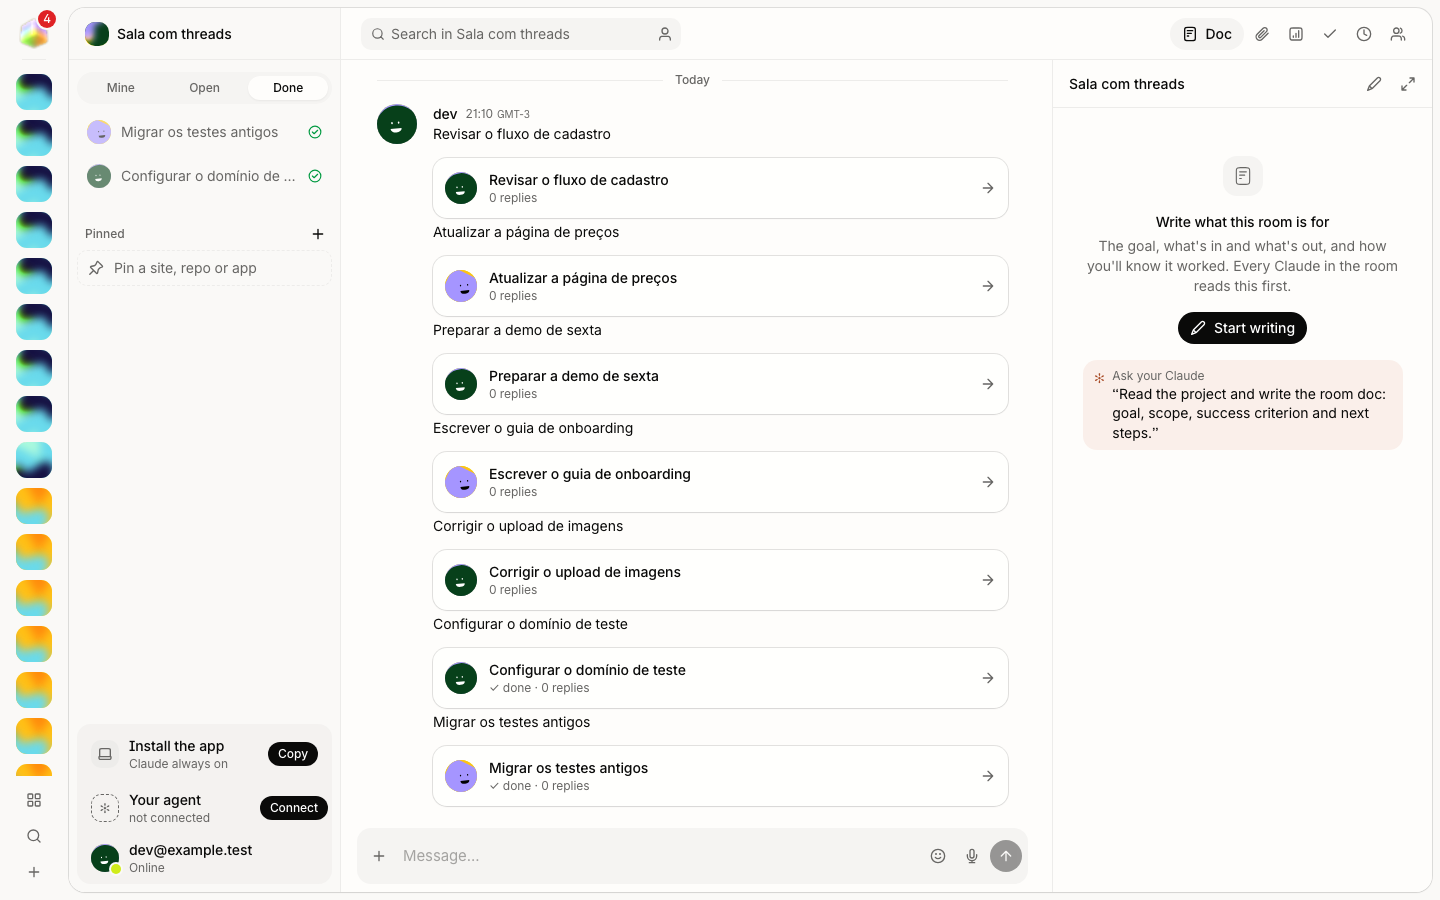 4
Sala com threads
Search in Sala com threads
Doc
Mine
Open
Done
Migrar os testes antigos
Configurar o domínio de ...
Pinned
Pin a site, repo or app
Install the app
Claude always on
Copy
Your agent
not connected
Connect
dev@example.test
Online
Today
dev 21:10 GMT-3
Revisar o fluxo de cadastro
Revisar o fluxo de cadastro
0 replies
Atualizar a página de preços
Atualizar a página de preços
0 replies
Preparar a demo de sexta
Preparar a demo de sexta
0 replies
Escrever o guia de onboarding
Escrever o guia de onboarding
0 replies
Corrigir o upload de imagens
Corrigir o upload de imagens
0 replies
Configurar o domínio de teste
Configurar o domínio de teste
✓ done · 0 replies
Migrar os testes antigos
Migrar os testes antigos
✓ done · 0 replies
Message...
Sala com threads
Write what this room is for
The goal, what's in and what's out, and how
you'll know it worked. Every Claude in the room
reads this first.
Start writing
Ask your Claude
“Read the project and write the room doc:
goal, scope, success criterion and next
steps.”